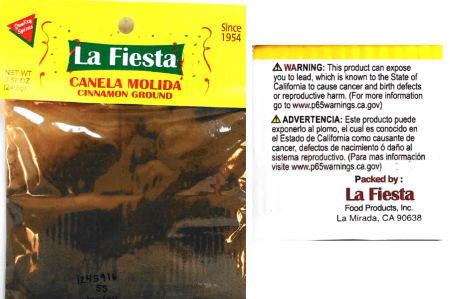 Quality
Spices
Since
1954
La Fiesta
NET WT
CANELA MOLIDA
CINNAMON GROUND
1245916
55
⚠ WARNING: This product can expose
you to lead, which is known to the State of
California to cause cancer and birth defects
or reproductive harm. (For more information
go to www.p65warnings.ca.gov)
⚠ ADVERTENCIA: Este producto puede
exponerlo al plomo, el cual es conocido en
el Estado de California como causante de
cancer, defectos de nacimiento ó daño al
sistema reproductivo. (Para mas información
visite www.p65warnings.ca.gov)
Packed by :
La Fiesta
Food Products, Inc.
La Mirada, CA 90638